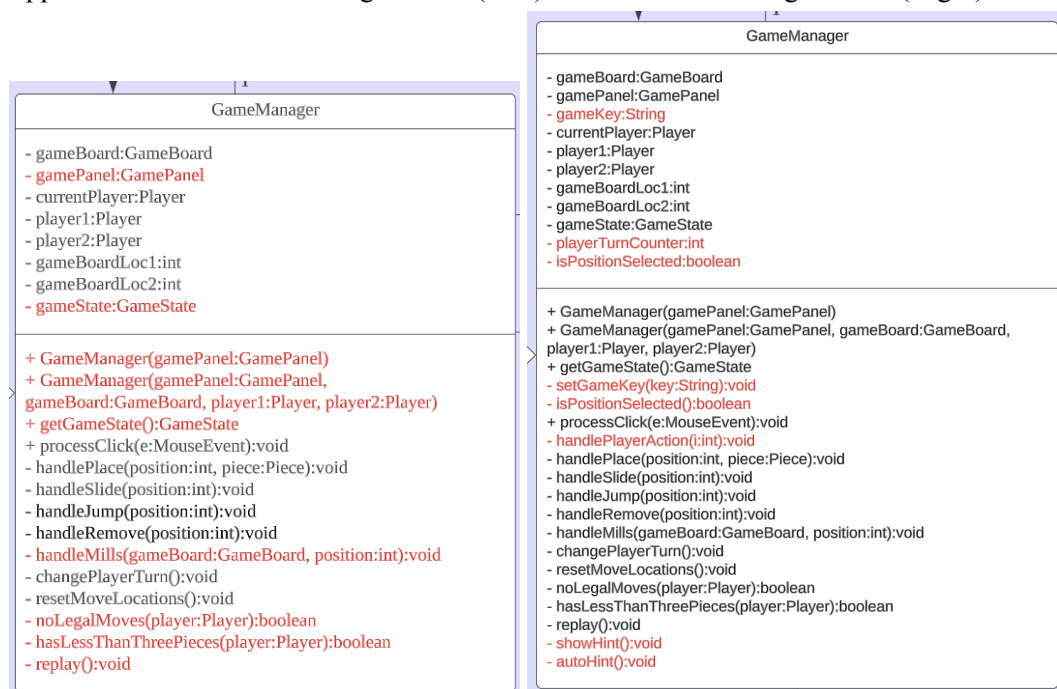 GameManager
- gameBoard:GameBoard
- gamePanel:GamePanel
- currentPlayer:Player
- player1:Player
- player2:Player
- gameBoardLoc1:int
- gameBoardLoc2:int
- gameState:GameState
+ GameManager(gamePanel:GamePanel)
+ GameManager(gamePanel:GamePanel,
gameBoard:GameBoard, player1:Player, player2:Player)
+ getGameState():GameState
+ processClick(e:MouseEvent):void
- handlePlace(position:int, piece:Piece):void
- handleSlide(position:int):void
- handleJump(position:int):void
- handleRemove(position:int):void
- handleMills(gameBoard:GameBoard, position:int):void
- changePlayerTurn():void
- resetMoveLocations():void
- noLegalMoves(player:Player):boolean
- hasLessThanThreePieces(player:Player):boolean
- replay():void
GameManager
- gameBoard:GameBoard
- gamePanel:GamePanel
- gameKey:String
- currentPlayer:Player
- player1:Player
- player2:Player
- gameBoardLoc1:int
- gameBoardLoc2:int
- gameState:GameState
- playerTurnCounter:int
- isPositionSelected:boolean
+ GameManager(gamePanel:GamePanel)
+ GameManager(gamePanel:GamePanel, gameBoard:GameBoard,
player1:Player, player2:Player)
+ getGameState():GameState
- setGameKey(key:String):void
- isPositionSelected():boolean
+ processClick(e:MouseEvent):void
- handlePlayerAction(i:int):void
- handlePlace(position:int, piece:Piece):void
- handleSlide(position:int):void
- handleJump(position:int):void
- handleRemove(position:int):void
- handleMills(gameBoard:GameBoard, position:int):void
- changePlayerTurn():void
- resetMoveLocations():void
- noLegalMoves(player:Player):boolean
- hasLessThanThreePieces(player:Player):boolean
- replay():void
- showHint():void
- autoHint():void